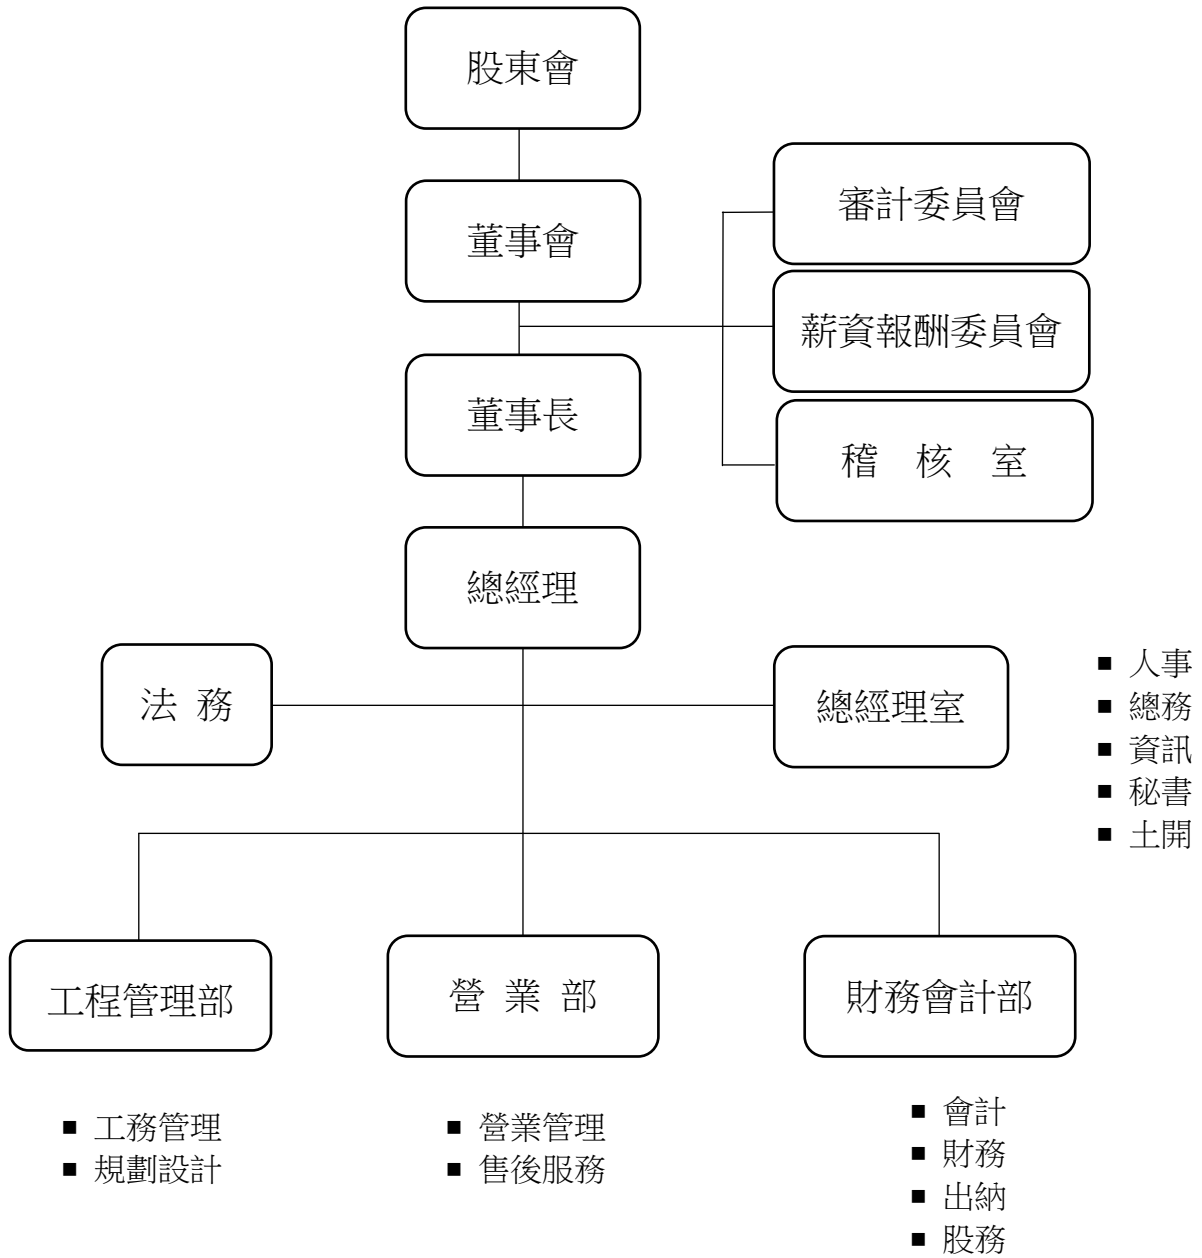 股東會
董事會
審計委員會
薪資報酬委員會
董事長
稽 核 室
總經理
法 務
總經理室
■ 人事
■ 總務
■ 資訊
■ 秘書
■ 土開
工程管理部
營 業 部
財務會計部
■ 工務管理
■ 規劃設計
■ 營業管理
■ 售後服務
■ 會計
■ 財務
■ 出納
■ 股務